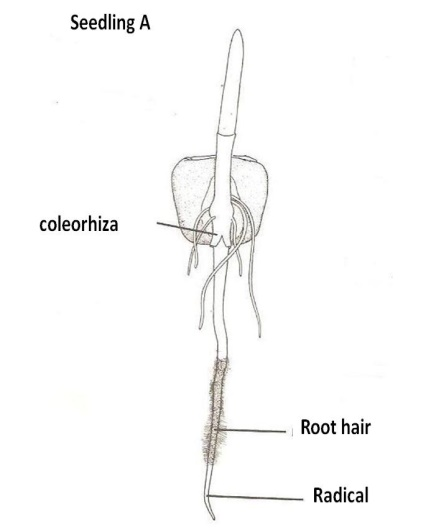 Seedling A
coleorhiza
Root hair
Radical